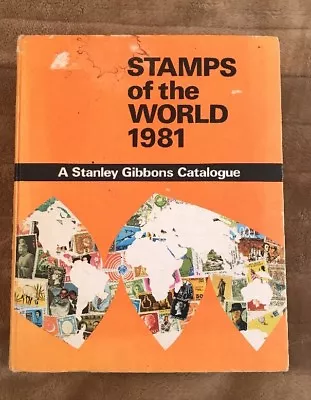 STAMPS
of the
WORLD
1981
A Stanley Gibbons Catalogue